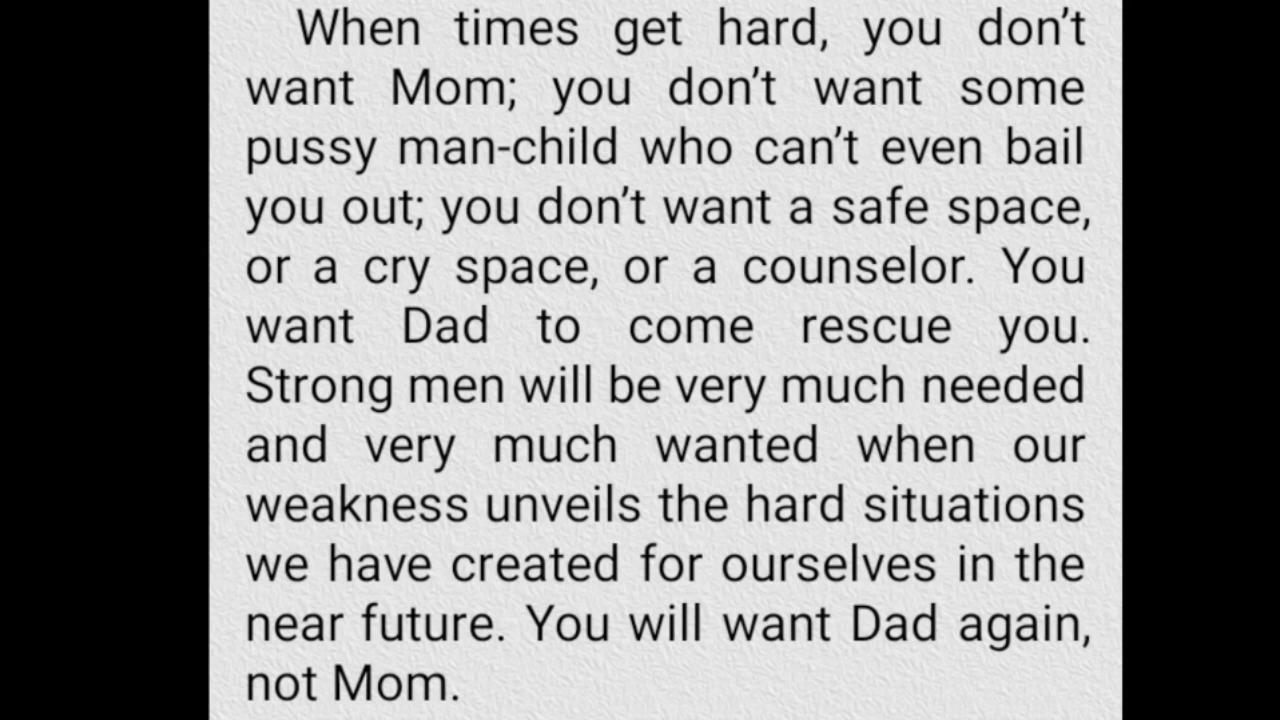 When times get hard, you don’t
want Mom; you don’t want some
pussy man-child who can’t even bail
you out; you don’t want a safe space,
or a cry space, or a counselor. You
want Dad to come rescue you.
Strong men will be very much needed
and very much wanted when our
weakness unveils the hard situations
we have created for ourselves in the
near future. You will want Dad again,
not Mom.